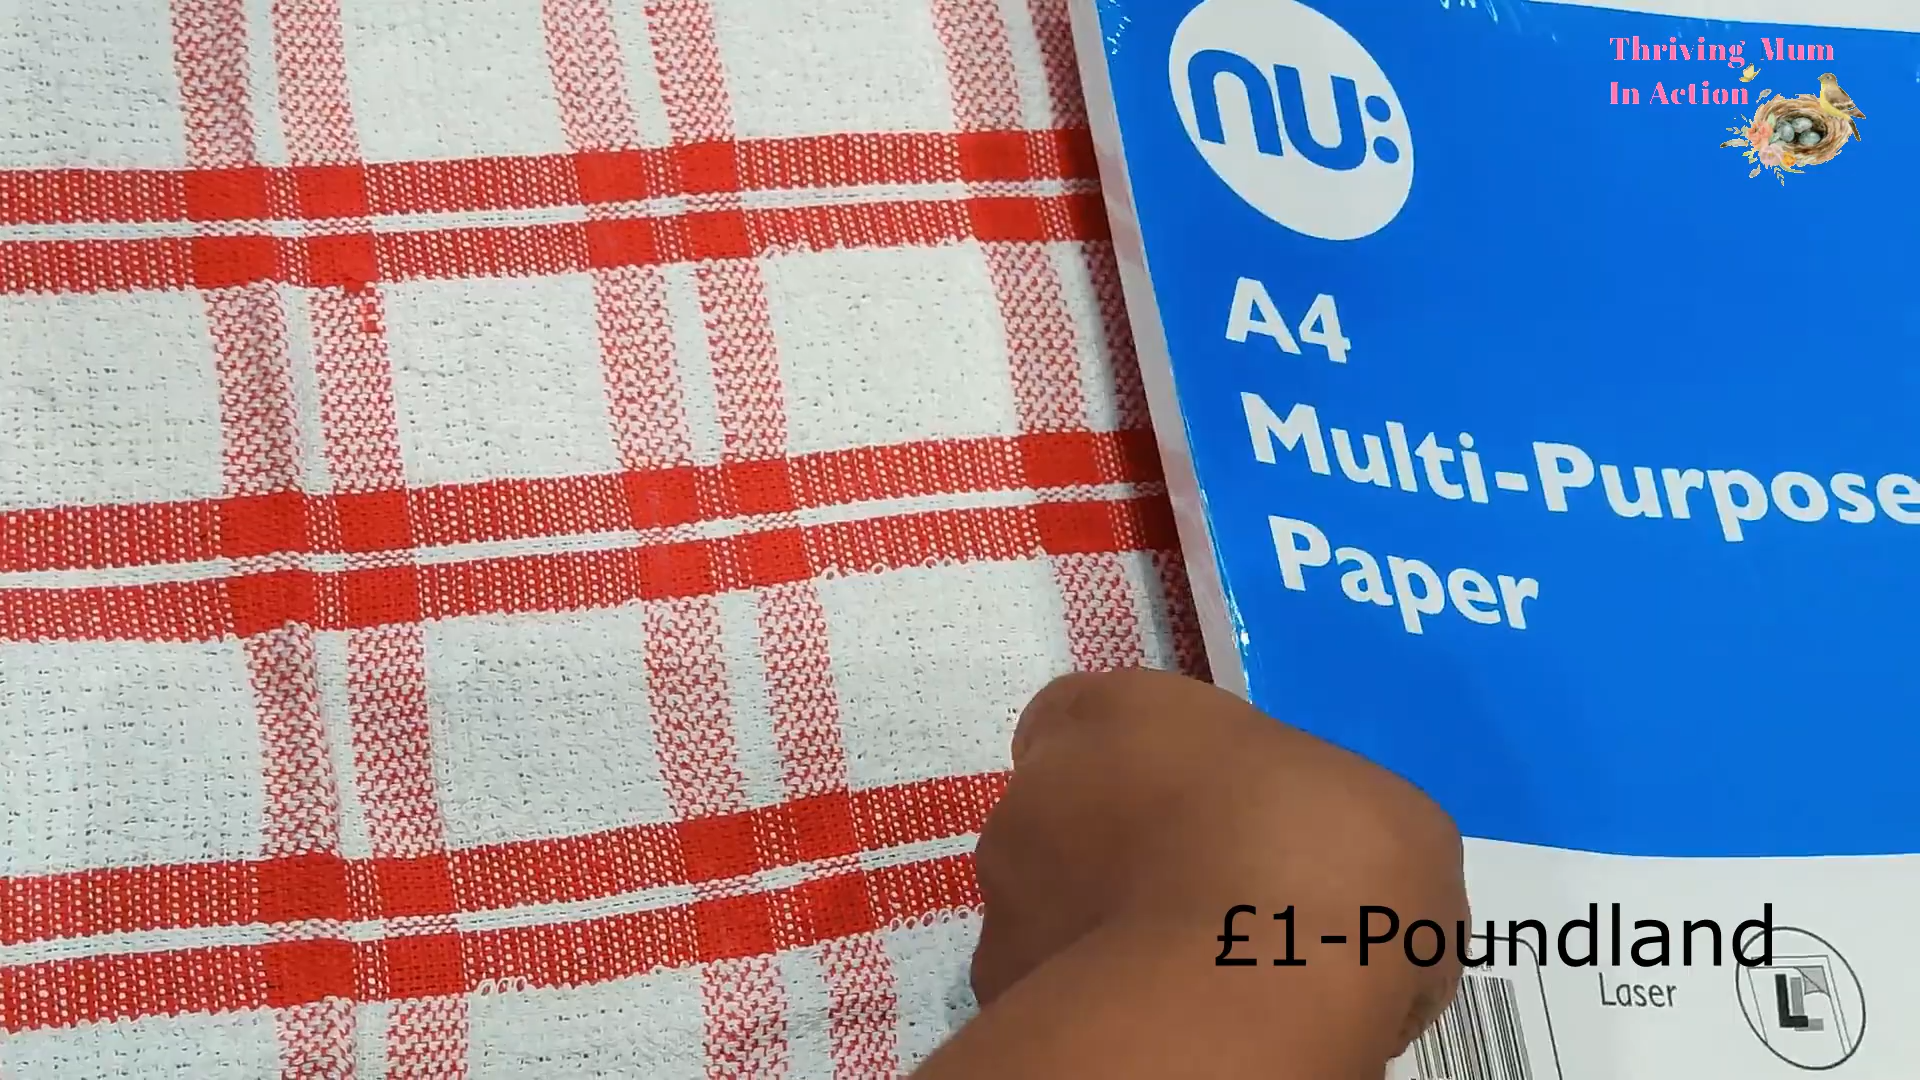 Thriving Mum
In Action
nu:
A4
Multi-Purpose
Paper
£1-Poundland
Laser